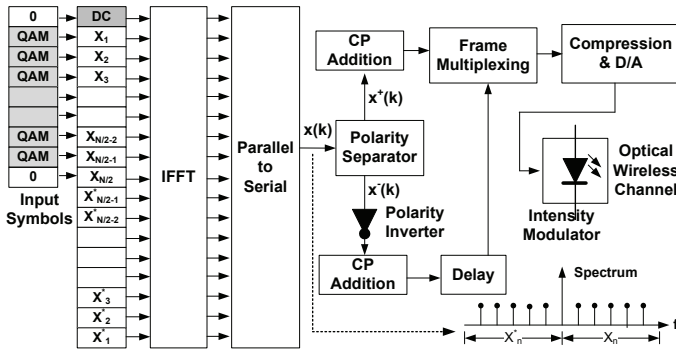 0
QAM
QAM
QAM
QAM
QAM
0
Input
Symbols
DC
X1
X2
X3
XN/2-2
XN/2-1
XN/2
X*N/2-1
X*N/2-2
X*3
X*2
X*1
IFFT
Parallel
to
Serial
x(k)
CP
Addition
x+(k)
Polarity
Separator
x-(k)
Polarity
Inverter
CP
Addition
Delay
Frame
Multiplexing
Compression
& D/A
Optical
Wireless
Channel
Intensity
Modulator
Spectrum
f
X*n
Xn